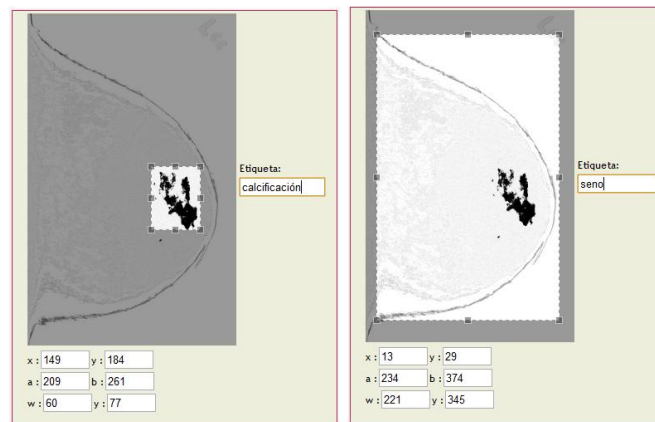 Etiqueta:
calcificación
x : 149 y : 184
a : 209 b : 261
w : 60 y : 77
Etiqueta:
seno
x : 13 y : 29
a : 234 b : 374
w : 221 y : 345